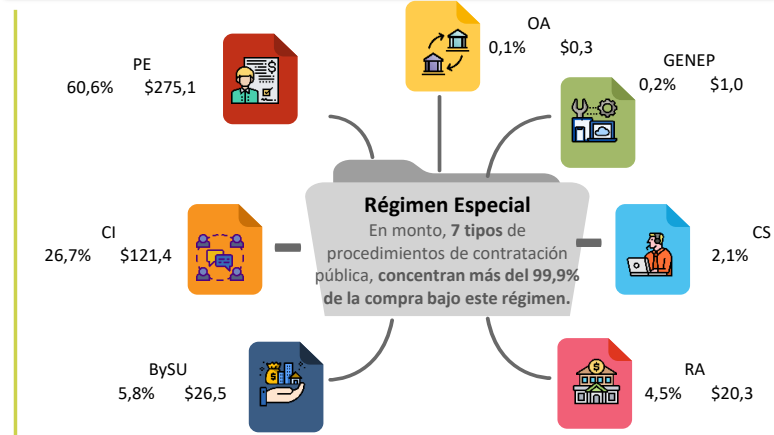 OA
0,1% $0,3
PE
60,6% $275,1
GENEP
0,2% $1,0
Régimen Especial
En monto, 7 tipos de
procedimientos de contratación
pública, concentran más del 99,9%
de la compra bajo este régimen.
CI
26,7% $121,4
CS
2,1%
BySU
5,8% $26,5
RA
4,5% $20,3